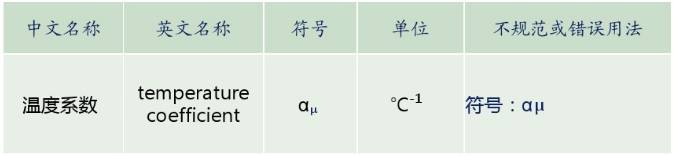 中文名称 英文名称 符号 单位 不规范或错误用法
温度系数 temperature coefficient αμ ℃-1 符号：αμ